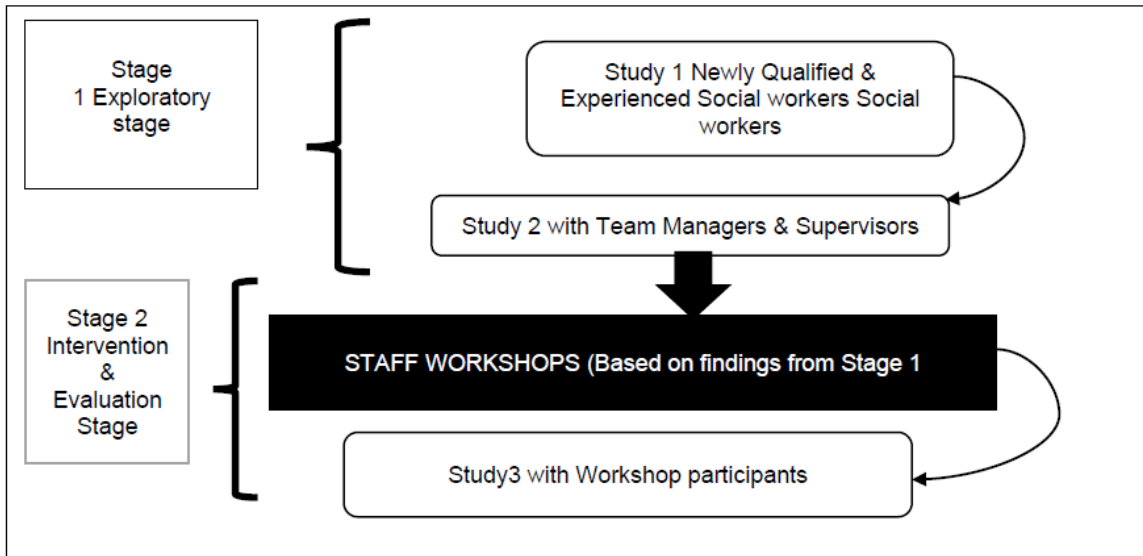 Stage
1 Exploratory
stage
Study 1 Newly Qualified &
Experienced Social workers Social
workers
Study 2 with Team Managers & Supervisors
Stage 2
Intervention
&
Evaluation
Stage
STAFF WORKSHOPS (Based on findings from Stage 1
Study3 with Workshop participants